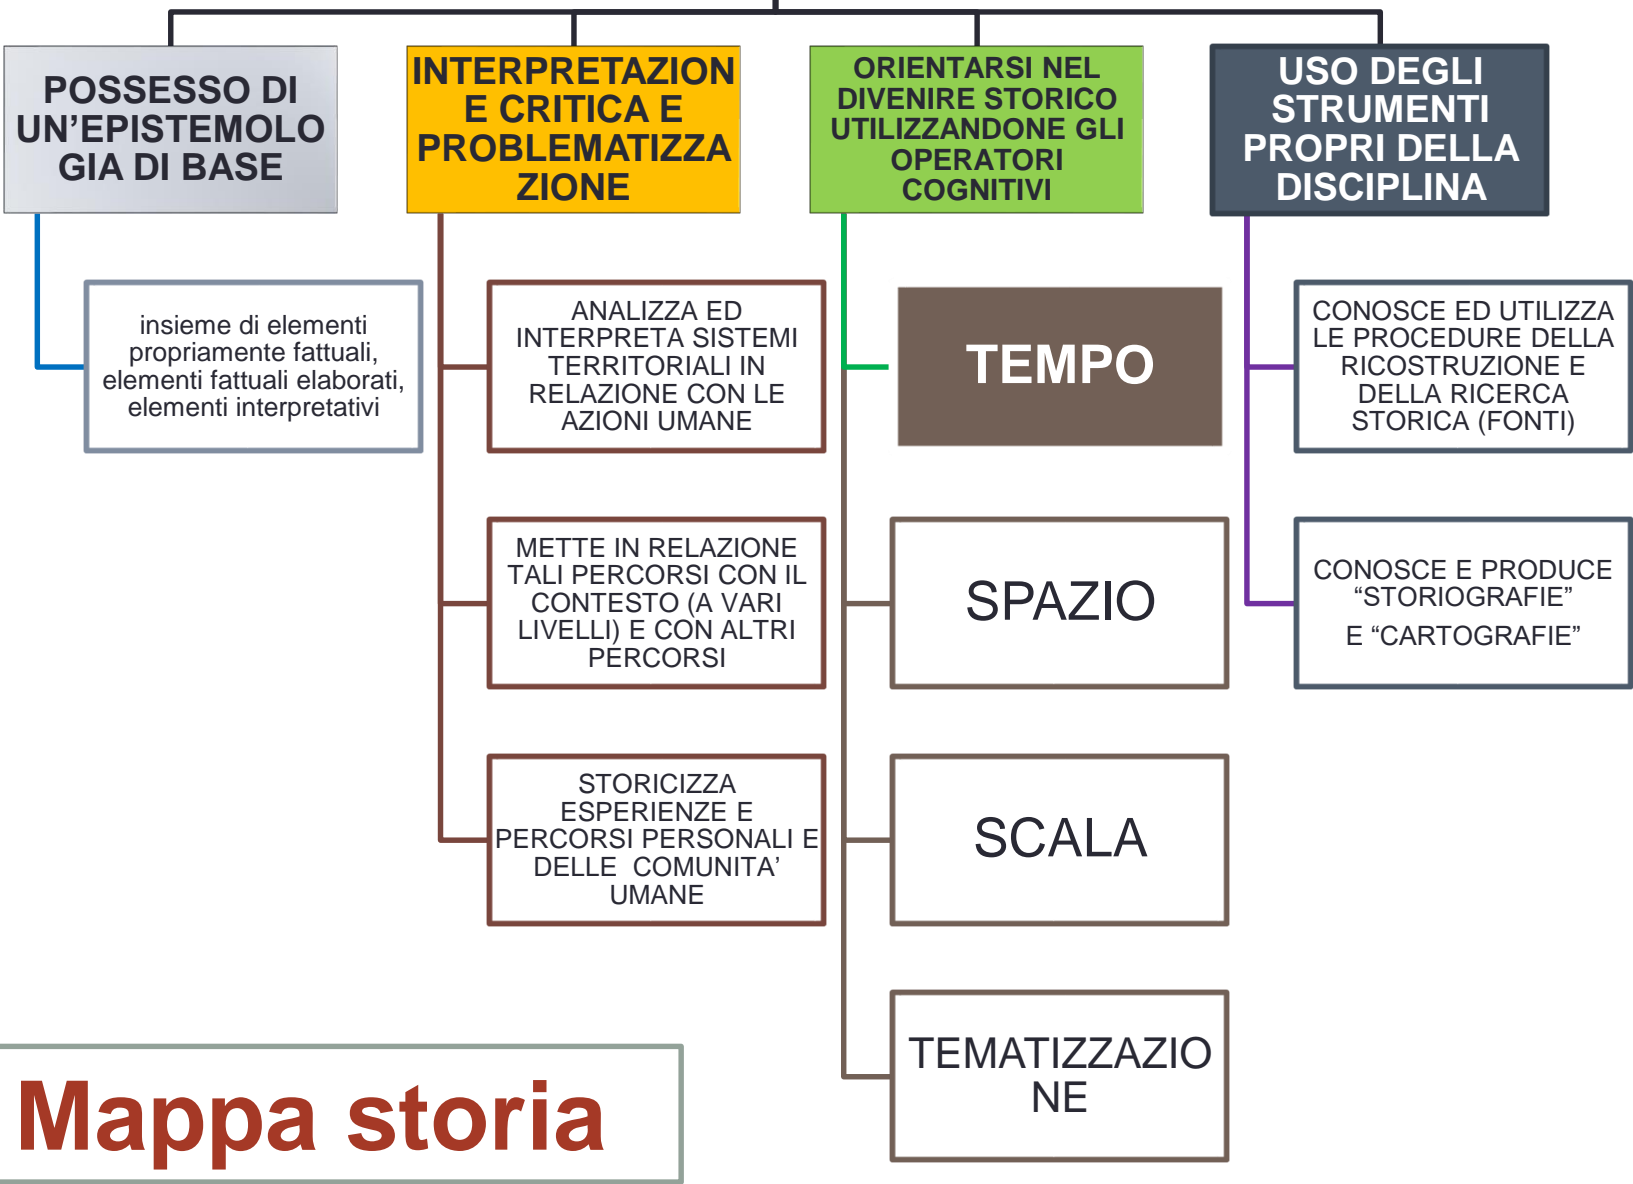 POSSESSO DI
UN’EPISTEMOLO
GIA DI BASE
insieme di elementi
propriamente fattuali,
elementi fattuali elaborati,
elementi interpretativi
INTERPRETAZION
E CRITICA E
PROBLEMATIZZA
ZIONE
ANALIZZA ED
INTERPRETA SISTEMI
TERRITORIALI IN
RELAZIONE CON LE
AZIONI UMANE
METTE IN RELAZIONE
TALI PERCORSI CON IL
CONTESTO (A VARI
LIVELLI) E CON ALTRI
PERCORSI
STORICIZZA
ESPERIENZE E
PERCORSI PERSONALI E
DELLE COMUNITA’
UMANE
ORIENTARSI NEL
DIVENIRE STORICO
UTILIZZANDONE GLI
OPERATORI
COGNITIVI
TEMPO
SPAZIO
SCALA
TEMATIZZAZIO
NE
USO DEGLI
STRUMENTI
PROPRI DELLA
DISCIPLINA
CONOSCE ED UTILIZZA
LE PROCEDURE DELLA
RICOSTRUZIONE E
DELLA RICERCA
STORICA (FONTI)
CONOSCE E PRODUCE
“STORIOGRAFIE”
E “CARTOGRAFIE”
Mappa storia